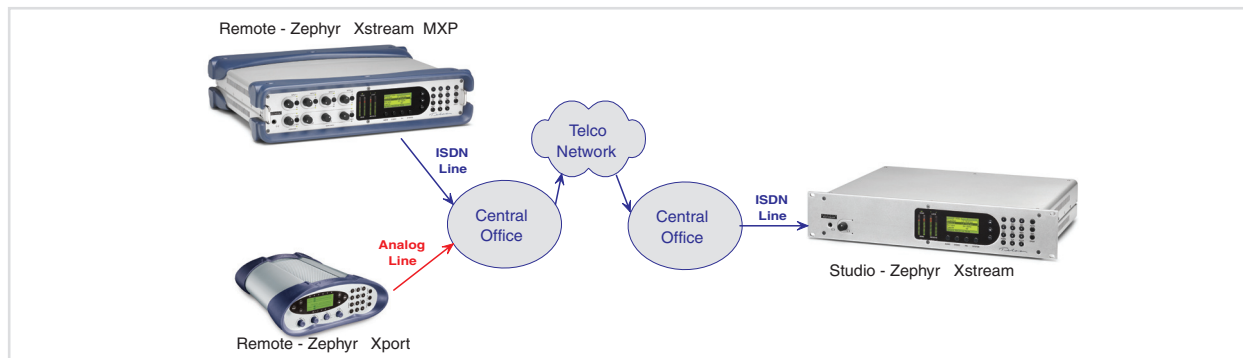 Remote - Zephyr Xstream MXP
ISDN
Line
Telco
Network
Central
Office
Central
Office
ISDN
Line
Analog
Line
Studio - Zephyr Xstream
Remote - Zephyr Xport